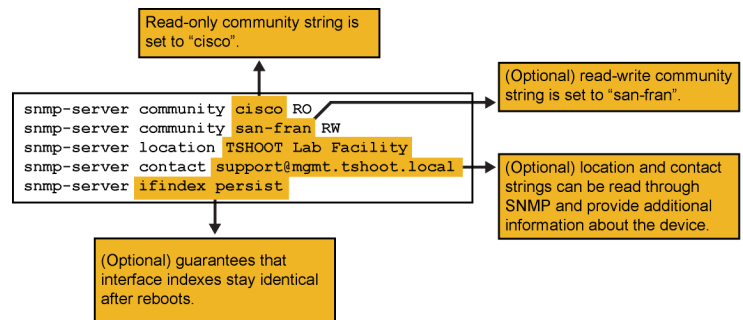 Read-only community string is
set to “cisco”.
(Optional) read-write community
string is set to “san-fran”.
snmp-server community cisco RO
snmp-server community san-fran RW
snmp-server location TSHOOT Lab Facility
snmp-server contact support@mgmt.tshoot.local
snmp-server ifindex persist
(Optional) location and contact
strings can be read through
SNMP and provide additional
information about the device.
(Optional) guarantees that
interface indexes stay identical
after reboots.